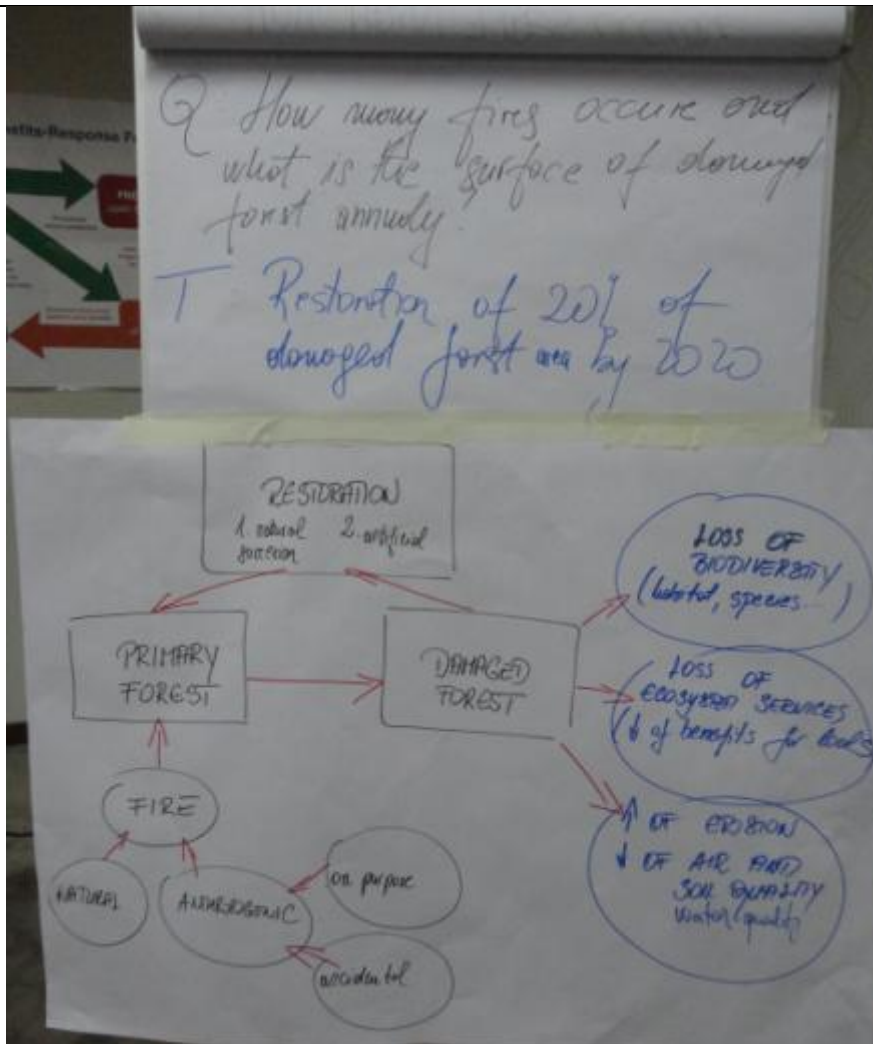 Q How many fires occure and
what is the surface of damaged
forst annualy?
T Restoration of 20% of
damaged forst area by 2020
RESTORATION
1. natural 2. artificial
PRIMARY
FOREST
DAMAGED
FOREST
LOSS OF
BIODIVERSITY
(habitat, species...)
LOSS OF
ECOSYSTEM SERVICES
(↓ of benefits for locals
↑ OF EROSION
↓ OF AIR AND
SOIL QUALITY
water quality
FIRE
NATURAL
ANTHROPOGENIC
on purpose
accidental